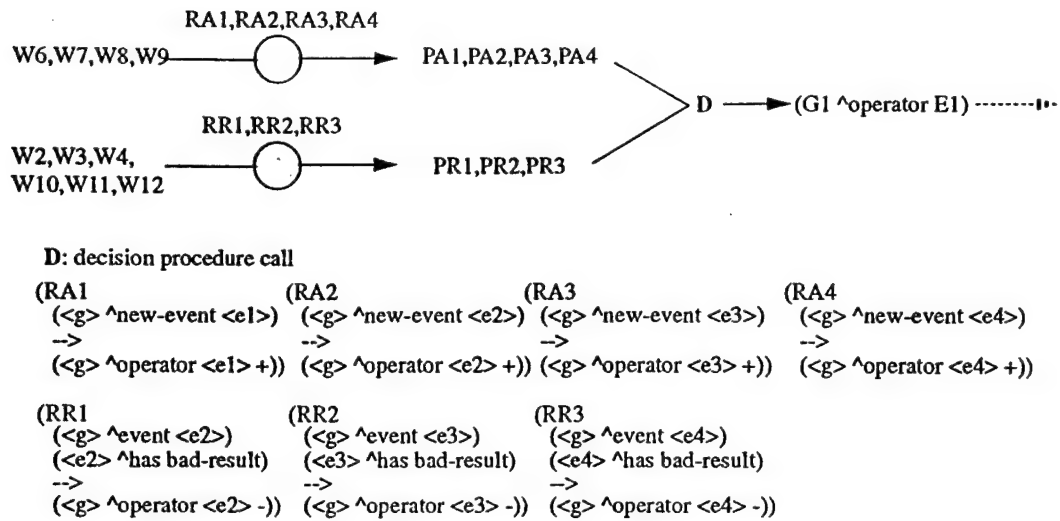 RA1,RA2,RA3,RA4
W6,W7,W8,W9 PA1,PA2,PA3,PA4
D (G1 ^operator E1)
RR1,RR2,RR3
W2,W3,W4,
W10,W11,W12 PR1,PR2,PR3
D: decision procedure call
(RA1 (RA2 (RA3 (RA4
(<g> ^new-event <e1>) (<g> ^new-event <e2>) (<g> ^new-event <e3>) (<g> ^new-event <e4>)
--> --> --> -->
(<g> ^operator <e1> +)) (<g> ^operator <e2> +)) (<g> ^operator <e3> +)) (<g> ^operator <e4> +))
(RR1 (RR2 (RR3
(<g> ^event <e2>) (<g> ^event <e3>) (<g> ^event <e4>)
(<e2> ^has bad-result) (<e3> ^has bad-result) (<e4> ^has bad-result)
--> --> -->
(<g> ^operator <e2> -)) (<g> ^operator <e3> -)) (<g> ^operator <e4> -))